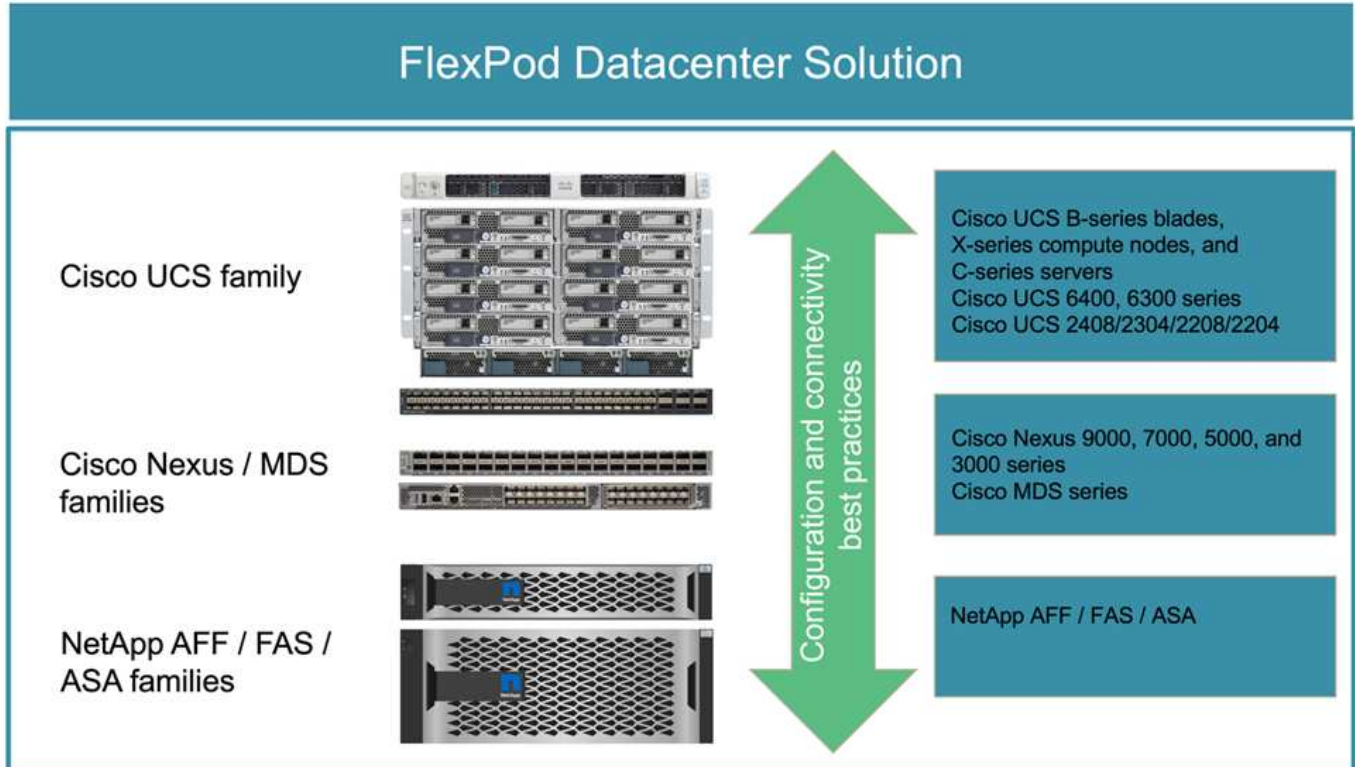 FlexPod Datacenter Solution
Cisco UCS family
Cisco Nexus / MDS
families
NetApp AFF / FAS /
ASA families
NetApp
NetApp
Configuration and connectivity
best practices
Cisco UCS B-series blades,
X-series compute nodes, and
C-series servers
Cisco UCS 6400, 6300 series
Cisco UCS 2408/2304/2208/2204
Cisco Nexus 9000, 7000, 5000, and
3000 series
Cisco MDS series
NetApp AFF / FAS / ASA